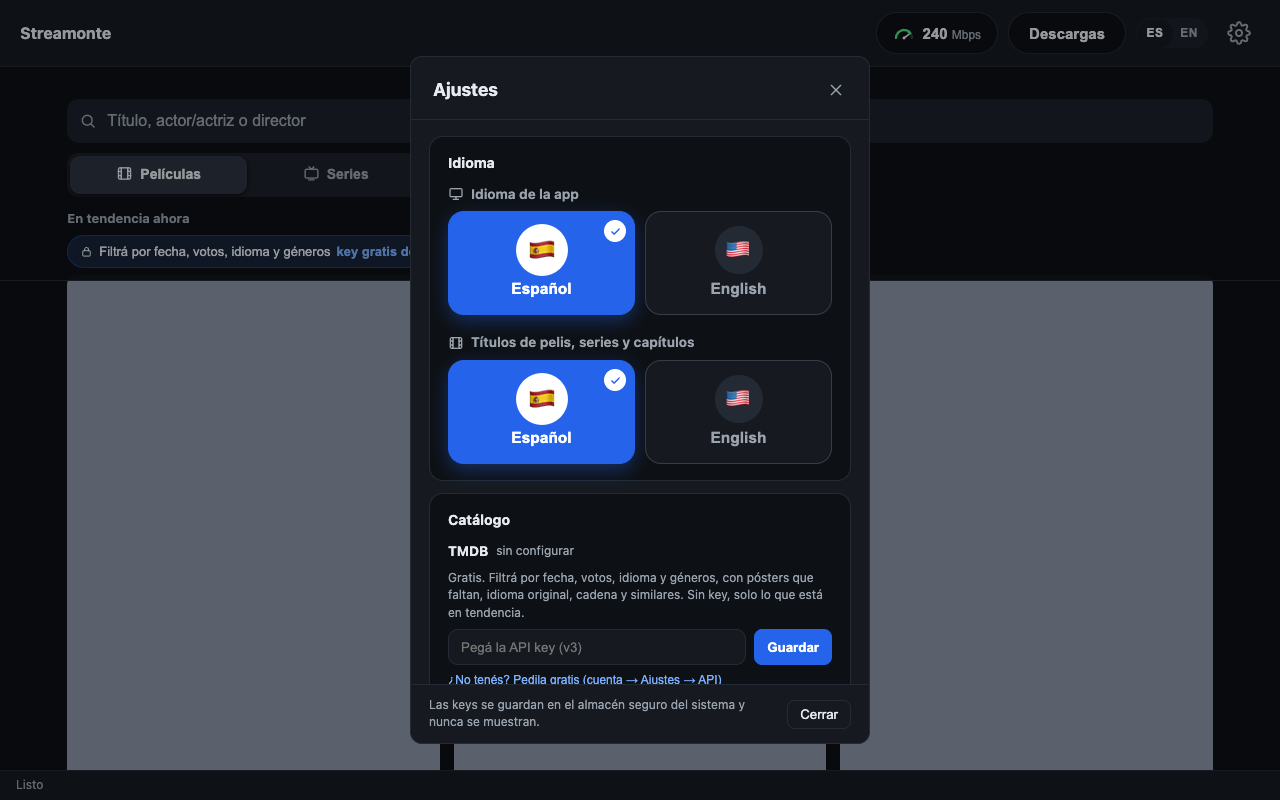 Streamonte
240 Mbps
Descargas
ES EN
Ajustes
Título, actor/actriz o director
Películas
Series
En tendencia ahora
Filtrá por fecha, votos, idioma y géneros key gratis
Idioma
Idioma de la app
Español
English
Títulos de pelis, series y capítulos
Español
English
Catálogo
TMDB sin configurar
Gratis. Filtrá por fecha, votos, idioma y géneros, con pósters que
faltan, idioma original, cadena y similares. Sin key, solo lo que está
en tendencia.
Pegá la API key (v3)
Guardar
¿No tenés? Pedila gratis (cuenta → Ajustes → API)
Las keys se guardan en el almacén seguro del sistema y
nunca se muestran.
Cerrar
Listo